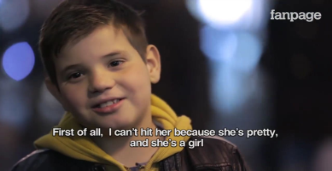 fanpage
First of all, I can't hit her because she's pretty,
and she's a girl